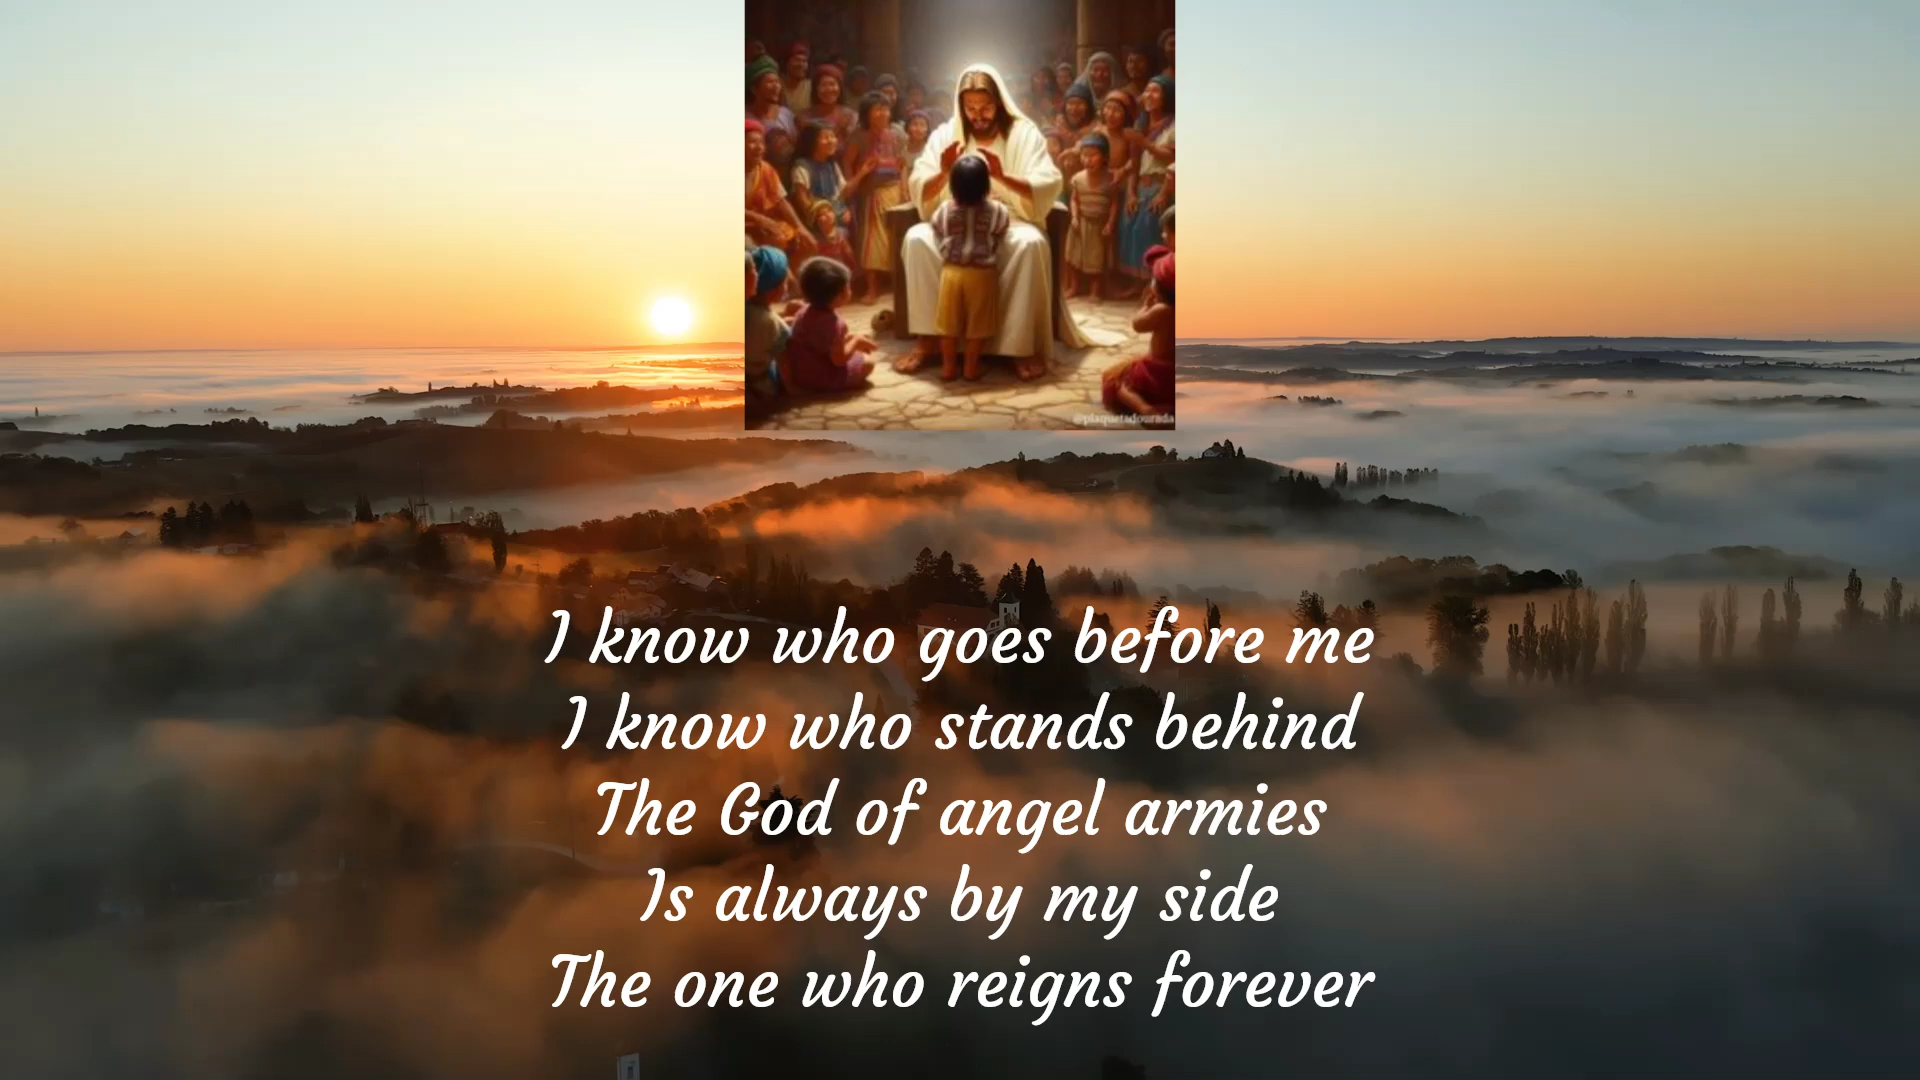 @plaquetadourada
I know who goes before me
I know who stands behind
The God of angel armies
Is always by my side
The one who reigns forever